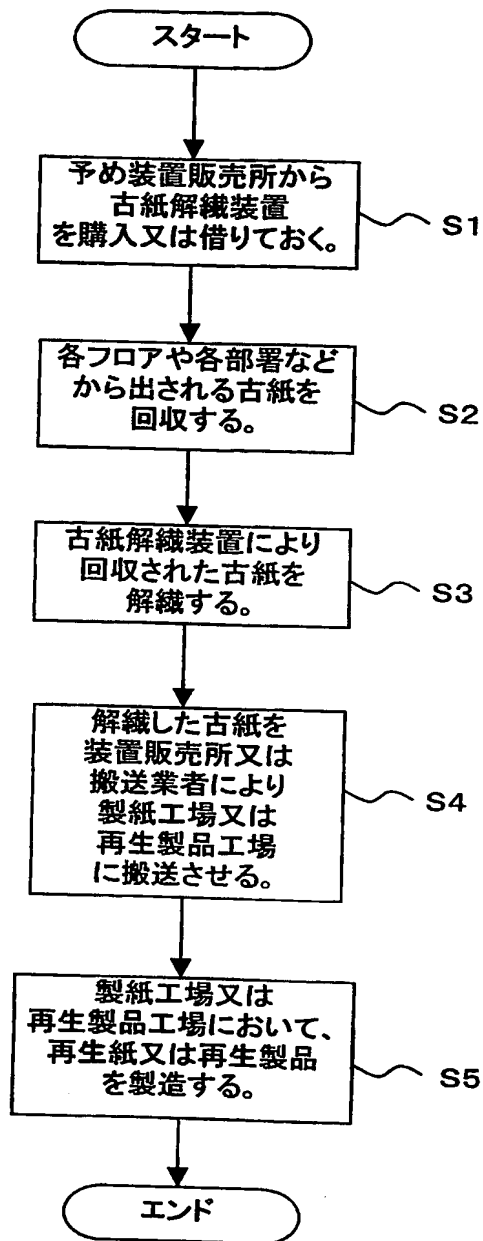 スタート
予め装置販売所から
古紙解繊装置
を購入又は借りておく。
S1
各フロアや各部署など
から出される古紙を
回収する。
S2
古紙解繊装置により
回収された古紙を
解繊する。
S3
解繊した古紙を
装置販売所又は
搬送業者により
製紙工場又は
再生製品工場
に搬送させる。
S4
製紙工場又は
再生製品工場において、
再生紙又は再生製品
を製造する。
S5
エンド